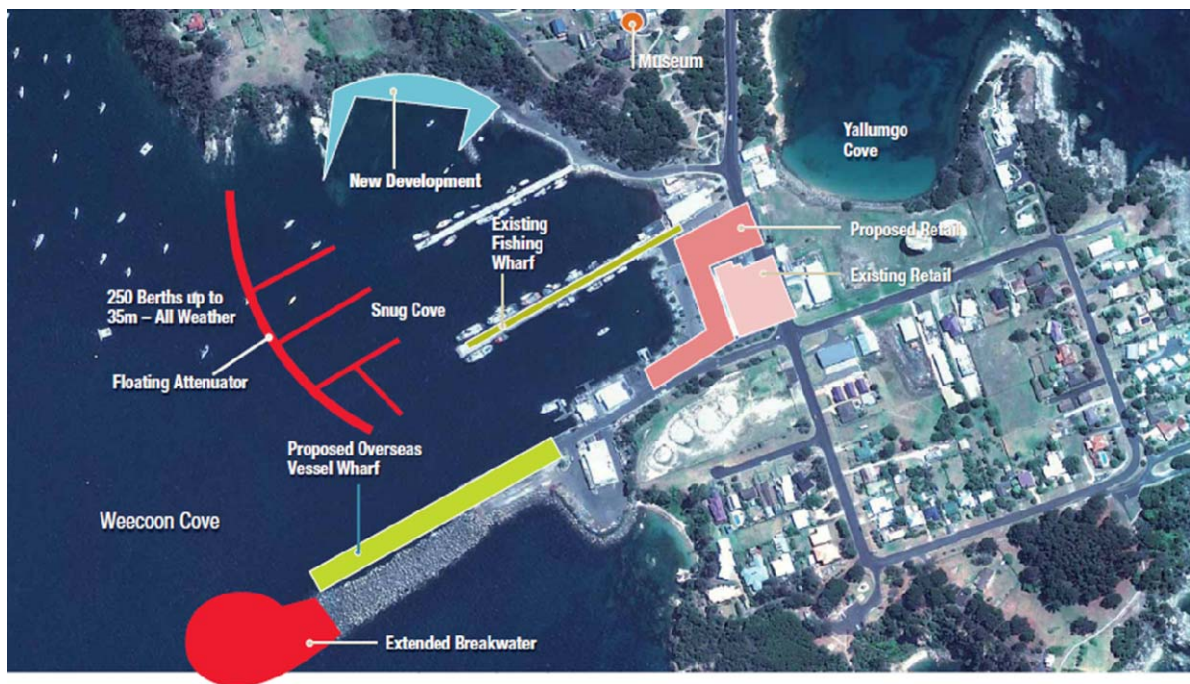 Museum
Yallumgo
Cove
New Development
Existing
Fishing
Wharf
Proposed Retail
Existing Retail
250 Berths up to
35m – All Weather
Snug Cove
Floating Attenuator
Proposed Overseas
Vessel Wharf
Weecoon Cove
Extended Breakwater